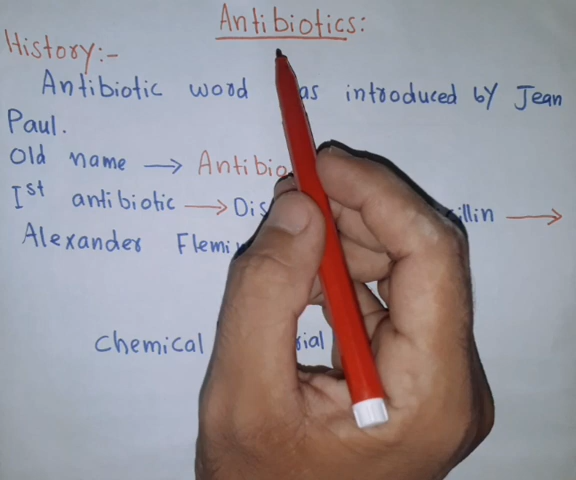 Antibiotics:
History:-
Antibiotic word as introduced by Jean
Paul.
Old name → Antibio
Ist antibiotic → Dis illin →
Alexander Flemi
Chemical rial